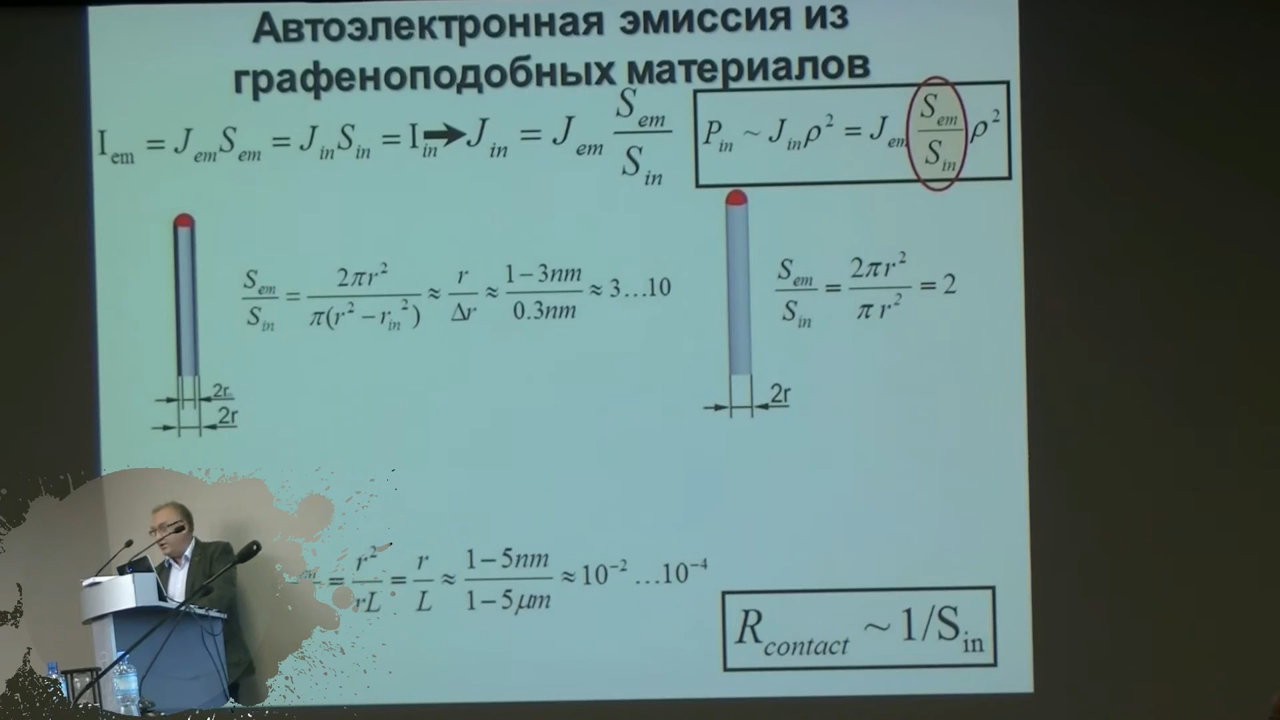 Автоэлектронная эмиссия из
графеноподобных материалов
I_em = J_em S_em = J_in S_in = I_in ➡ J_in = J_em S_em / S_in
P_in ~ J_in ρ² = J_em (S_em / S_in) ρ²
S_em / S_in = 2πr² / π(r² − r_in²) ≈ r / Δr ≈ 1−3nm / 0.3nm ≈ 3…10
S_em / S_in = 2πr² / πr² = 2
2r
2r
2r
= r² / rL = r / L ≈ 1−5nm / 1−5μm ≈ 10⁻² …10⁻⁴
R_contact ~ 1/S_in